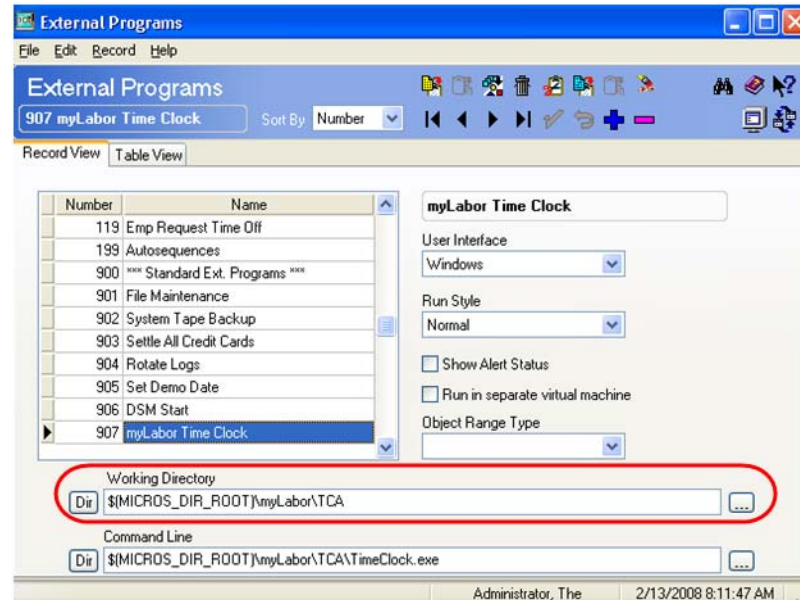 External Programs
File Edit Record Help
External Programs
907 myLabor Time Clock Sort By Number
Record View Table View
Number Name
119 Emp Request Time Off
199 Autosequences
900 *** Standard Ext. Programs ***
901 File Maintenance
902 System Tape Backup
903 Settle All Credit Cards
904 Rotate Logs
905 Set Demo Date
906 DSM Start
907 myLabor Time Clock
myLabor Time Clock
User Interface
Windows
Run Style
Normal
Show Alert Status
Run in separate virtual machine
Object Range Type
Working Directory
Dir $(MICROS_DIR_ROOT)\myLabor\TCA ...
Command Line
Dir $(MICROS_DIR_ROOT)\myLabor\TCA\TimeClock.exe ...
Administrator, The 2/13/2008 8:11:47 AM